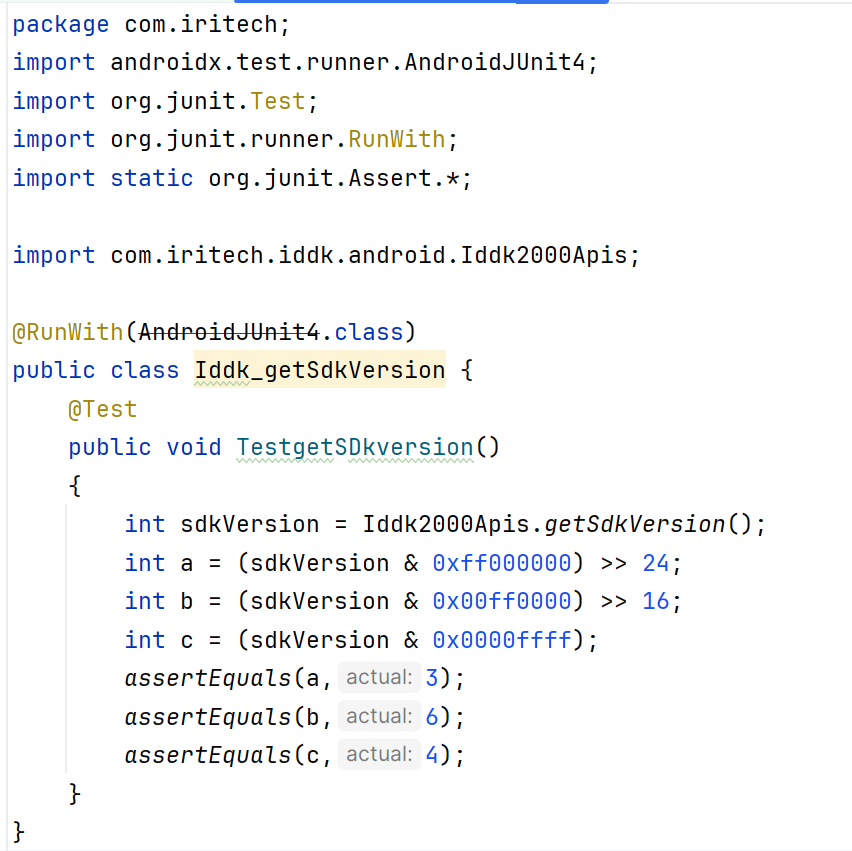 package com.iritech;
import androidx.test.runner.AndroidJUnit4;
import org.junit.Test;
import org.junit.runner.RunWith;
import static org.junit.Assert.*;
import com.iritech.iddk.android.Iddk2000Apis;
@RunWith(AndroidJUnit4.class)
public class Iddk_getSdkVersion {
@Test
public void TestgetSDkversion()
{
int sdkVersion = Iddk2000Apis.getSdkVersion();
int a = (sdkVersion & 0xff000000) >> 24;
int b = (sdkVersion & 0x00ff0000) >> 16;
int c = (sdkVersion & 0x0000ffff);
assertEquals(a, actual: 3);
assertEquals(b, actual: 6);
assertEquals(c, actual: 4);
}
}